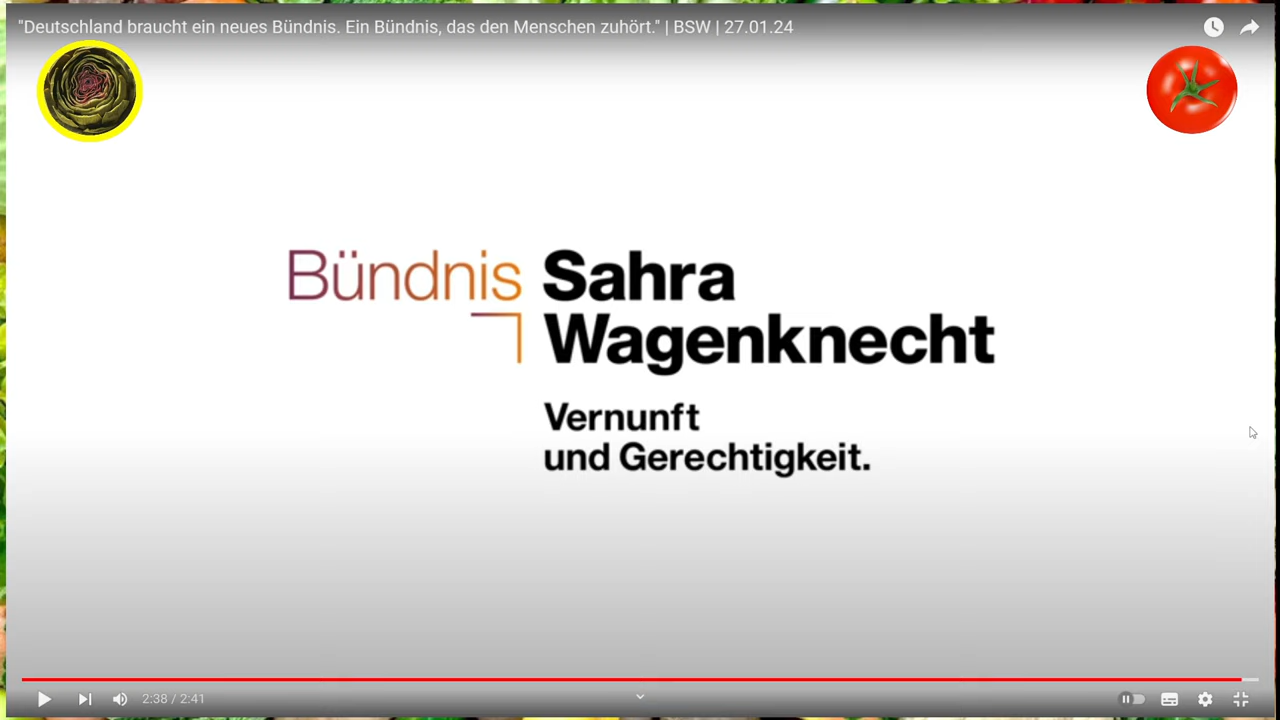 "Deutschland braucht ein neues Bündnis. Ein Bündnis, das den Menschen zuhört." | BSW | 27.01.24
Bündnis Sahra
Wagenknecht
Vernunft
und Gerechtigkeit.
2:38 / 2:41